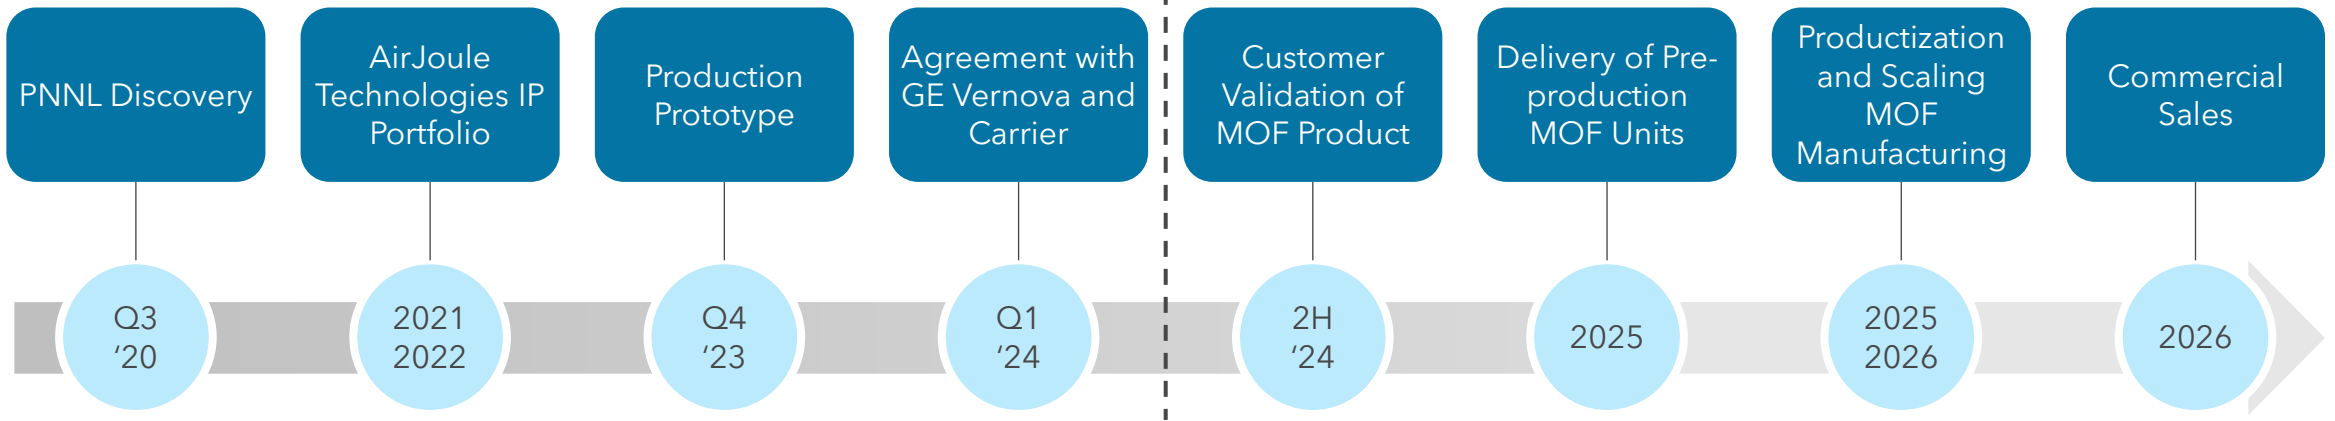 PNNL Discovery
AirJoule
Technologies IP
Portfolio
Production
Prototype
Agreement with
GE Vernova and
Carrier
Customer
Validation of
MOF Product
Delivery of Pre-
production
MOF Units
Productization
and Scaling
MOF
Manufacturing
Commercial
Sales
Q3
‘20
2021
2022
Q4
‘23
Q1
‘24
2H
‘24
2025
2025
2026
2026